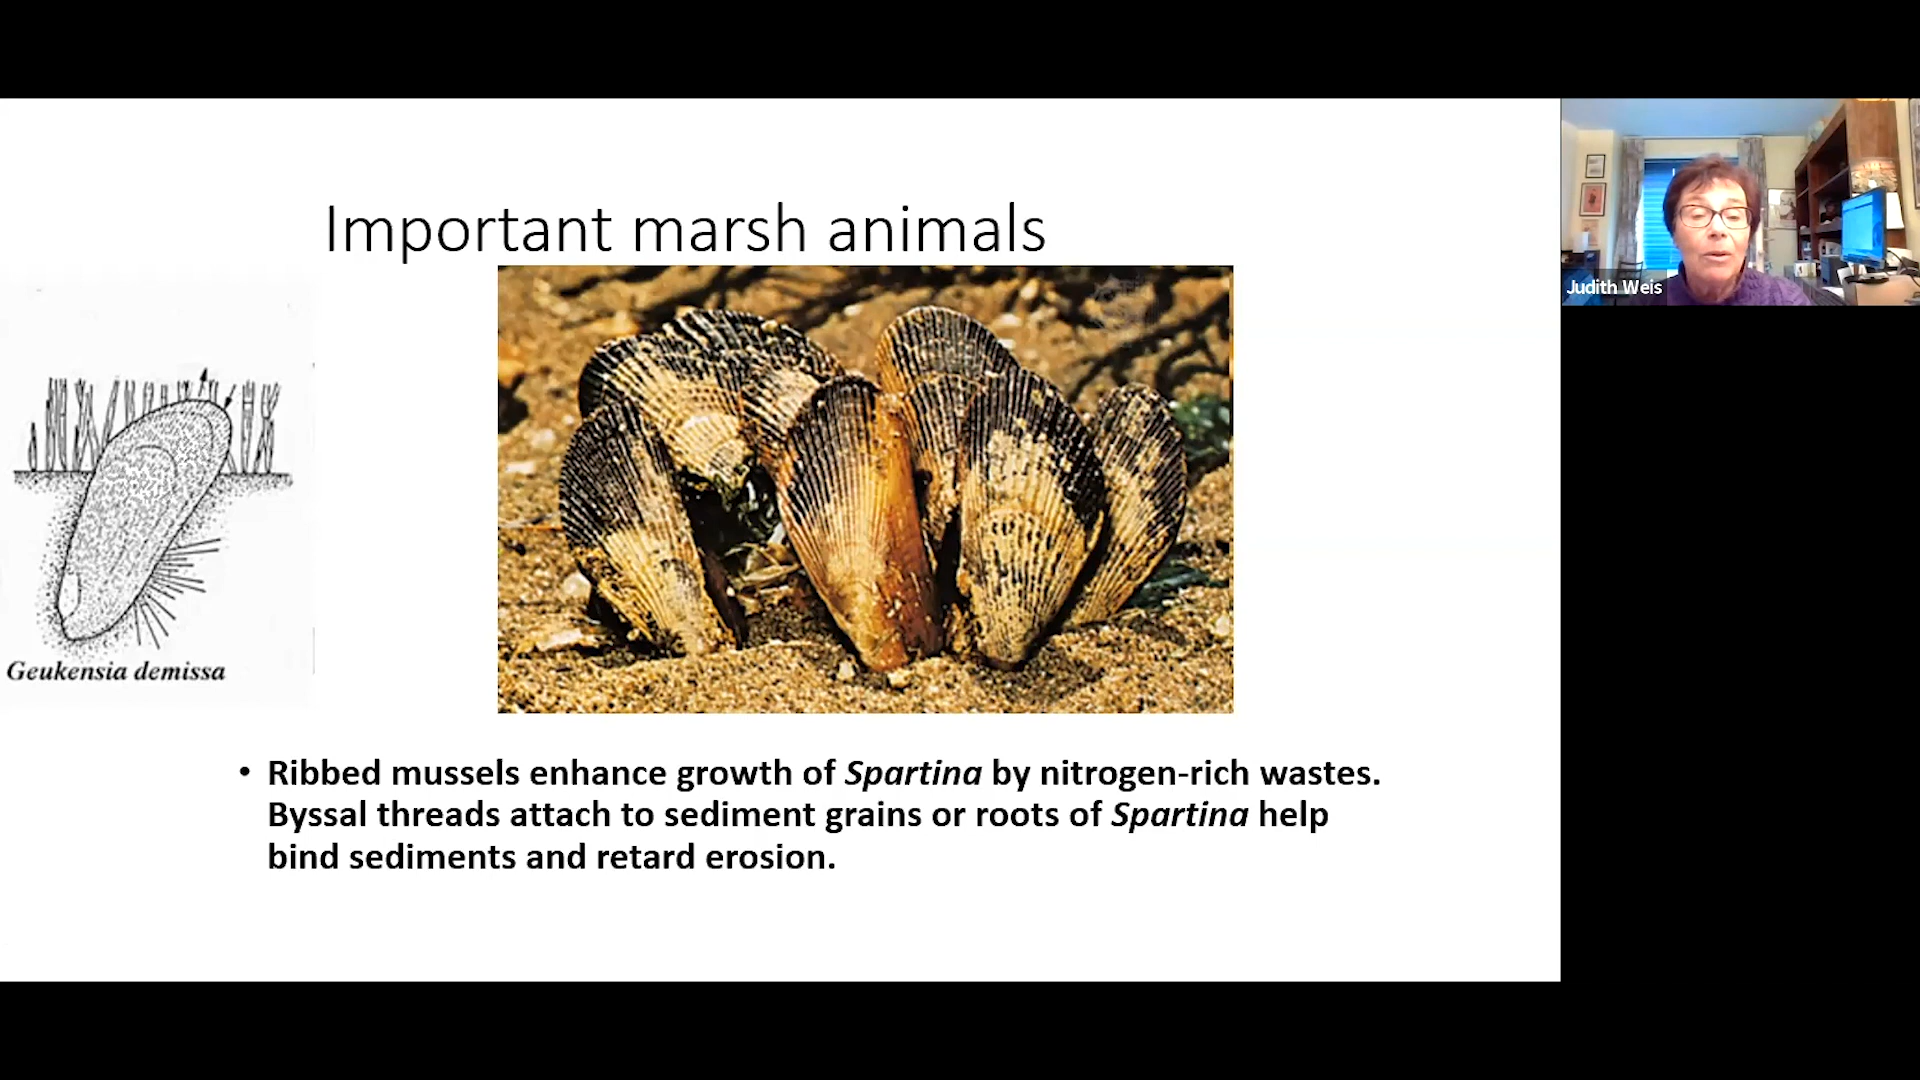 Important marsh animals
Judith Weis
Geukensia demissa
• Ribbed mussels enhance growth of Spartina by nitrogen-rich wastes.
Byssal threads attach to sediment grains or roots of Spartina help
bind sediments and retard erosion.